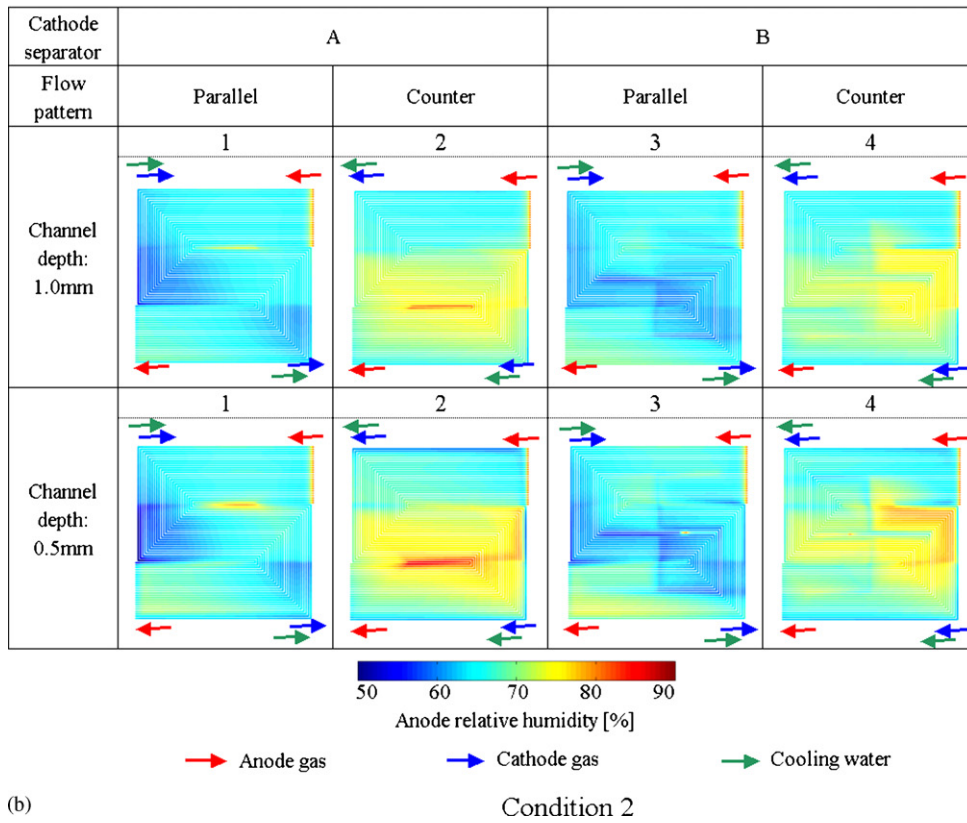 Cathode separator A B
Flow pattern Parallel Counter Parallel Counter
1 2 3 4
Channel depth: 1.0mm
1 2 3 4
Channel depth: 0.5mm
50 60 70 80 90
Anode relative humidity [%]
Anode gas Cathode gas Cooling water
(b) Condition 2